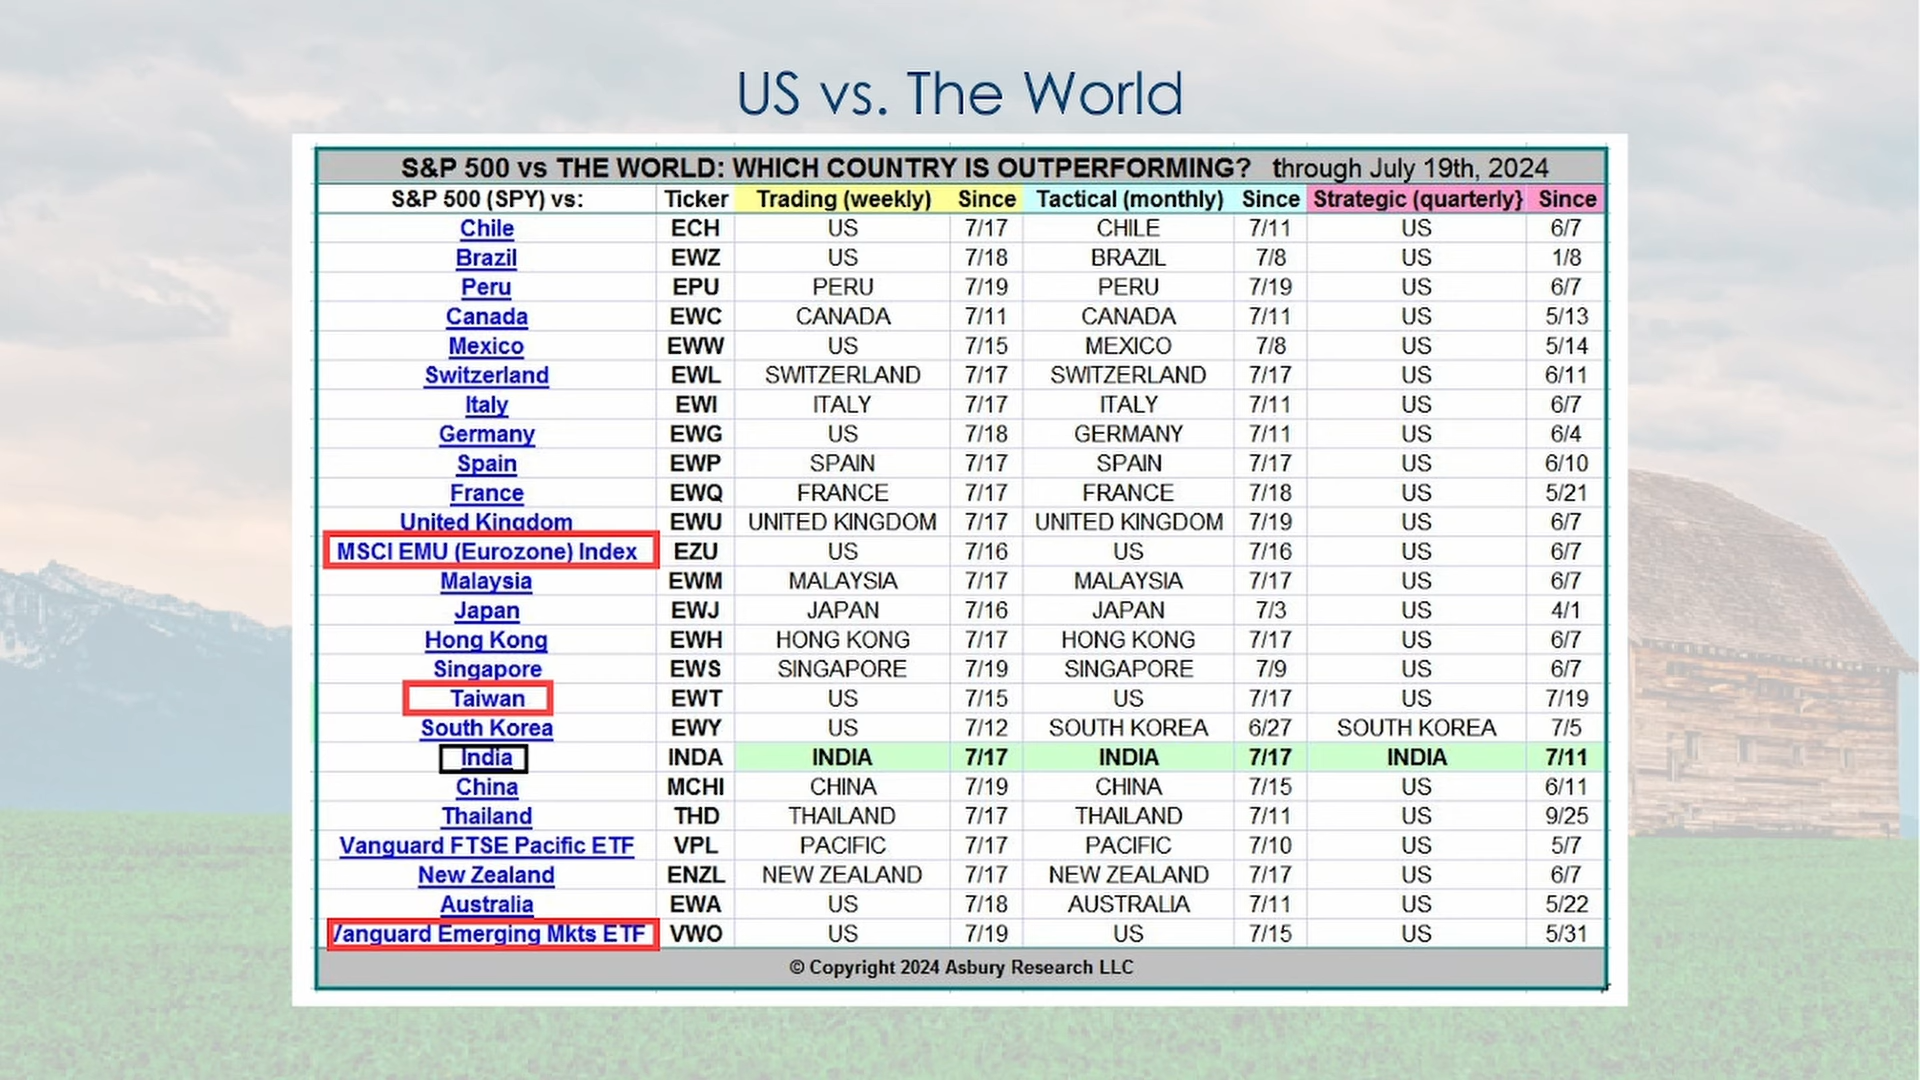 US vs. The World
S&P 500 vs THE WORLD: WHICH COUNTRY IS OUTPERFORMING? through July 19th, 2024
S&P 500 (SPY) vs: Ticker Trading (weekly) Since Tactical (monthly) Since Strategic (quarterly} Since
Chile ECH US 7/17 CHILE 7/11 US 6/7
Brazil EWZ US 7/18 BRAZIL 7/8 US 1/8
Peru EPU PERU 7/19 PERU 7/19 US 6/7
Canada EWC CANADA 7/11 CANADA 7/11 US 5/13
Mexico EWW US 7/15 MEXICO 7/8 US 5/14
Switzerland EWL SWITZERLAND 7/17 SWITZERLAND 7/17 US 6/11
Italy EWI ITALY 7/17 ITALY 7/11 US 6/7
Germany EWG US 7/18 GERMANY 7/11 US 6/4
Spain EWP SPAIN 7/17 SPAIN 7/17 US 6/10
France EWQ FRANCE 7/17 FRANCE 7/18 US 5/21
United Kingdom EWU UNITED KINGDOM 7/17 UNITED KINGDOM 7/19 US 6/7
MSCI EMU (Eurozone) Index EZU US 7/16 US 7/16 US 6/7
Malaysia EWM MALAYSIA 7/17 MALAYSIA 7/17 US 6/7
Japan EWJ JAPAN 7/16 JAPAN 7/3 US 4/1
Hong Kong EWH HONG KONG 7/17 HONG KONG 7/17 US 6/7
Singapore EWS SINGAPORE 7/19 SINGAPORE 7/9 US 6/7
Taiwan EWT US 7/15 US 7/17 US 7/19
South Korea EWY US 7/12 SOUTH KOREA 6/27 SOUTH KOREA 7/5
India INDA INDIA 7/17 INDIA 7/17 INDIA 7/11
China MCHI CHINA 7/19 CHINA 7/15 US 6/11
Thailand THD THAILAND 7/17 THAILAND 7/11 US 9/25
Vanguard FTSE Pacific ETF VPL PACIFIC 7/17 PACIFIC 7/10 US 5/7
New Zealand ENZL NEW ZEALAND 7/17 NEW ZEALAND 7/17 US 6/7
Australia EWA US 7/18 AUSTRALIA 7/11 US 5/22
Vanguard Emerging Mkts ETF VWO US 7/19 US 7/15 US 5/31
© Copyright 2024 Asbury Research LLC